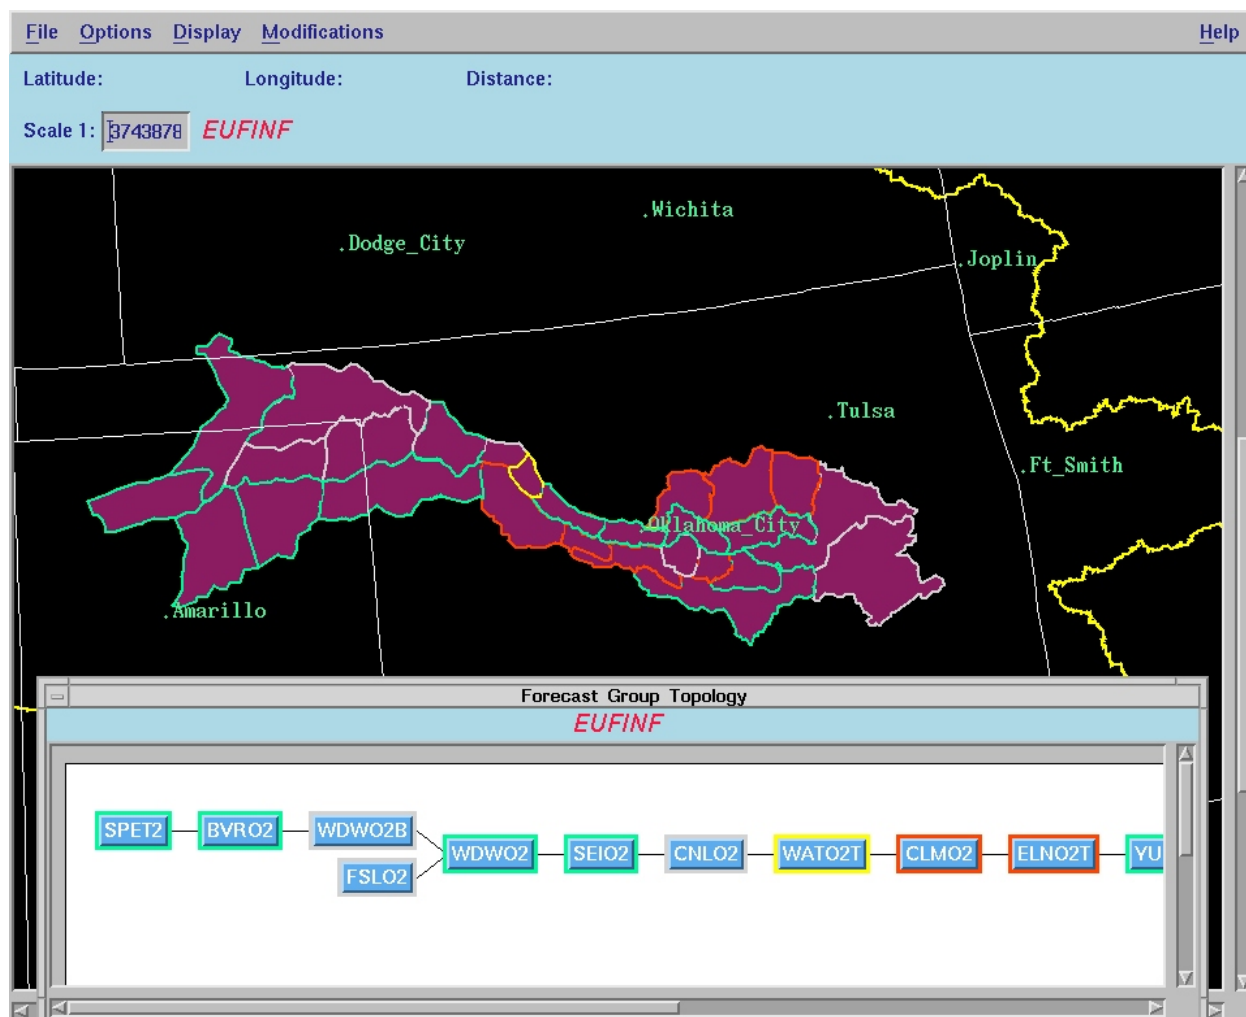 File Options Display Modifications Help
Latitude: Longitude: Distance:
Scale 1: 3743878 EUFINF
.Wichita
.Dodge_City
.Joplin
.Tulsa
.Ft_Smith
.Oklahoma_City
.Amarillo
Forecast Group Topology
EUFINF
SPET2 BVRO2 WDWO2B
WDWO2 SEIO2 CNLO2 WATO2T CLMO2 ELNO2T YU
FSLO2